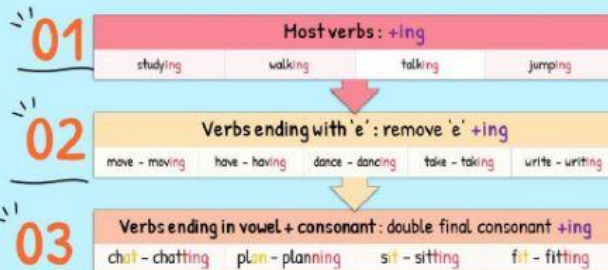 01
Most verbs : +ing
studying walking talking jumping
02
Verbs ending with 'e' : remove 'e' +ing
move - moving have - having dance - dancing take - taking write - writing
03
Verbs ending in vowel + consonant : double final consonant +ing
chat - chatting plan - planning sit - sitting fit - fitting